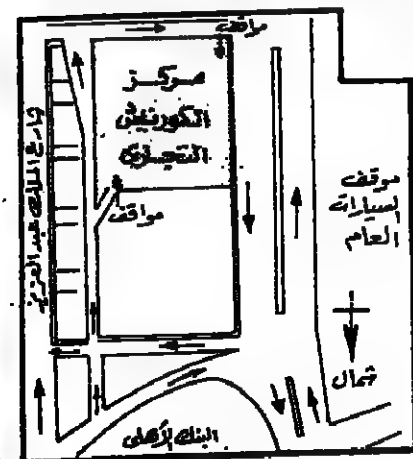 مواقف
مركز
الكورنيش
التجاري
مواقف
شارع الملك عبد العزيز
موقف
السيارات
العام
شمال
البنك الأهلي